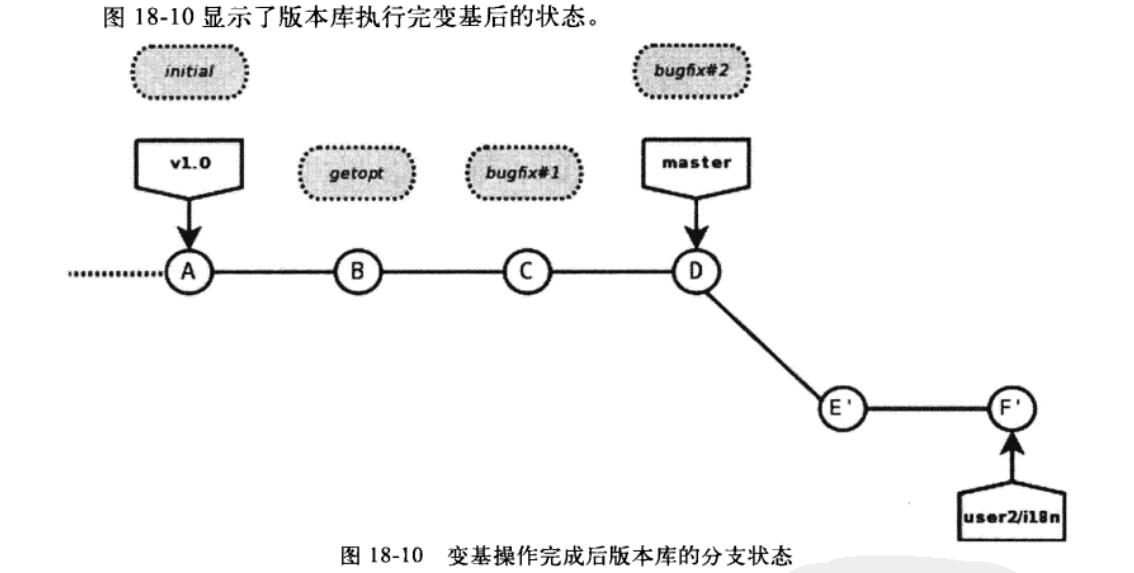 图 18-10 显示了版本库执行完变基后的状态。
initial
bugfix#2
v1.0
getopt
bugfix#1
master
A
B
C
D
E'
F'
user2/i18n
图 18-10 变基操作完成后版本库的分支状态